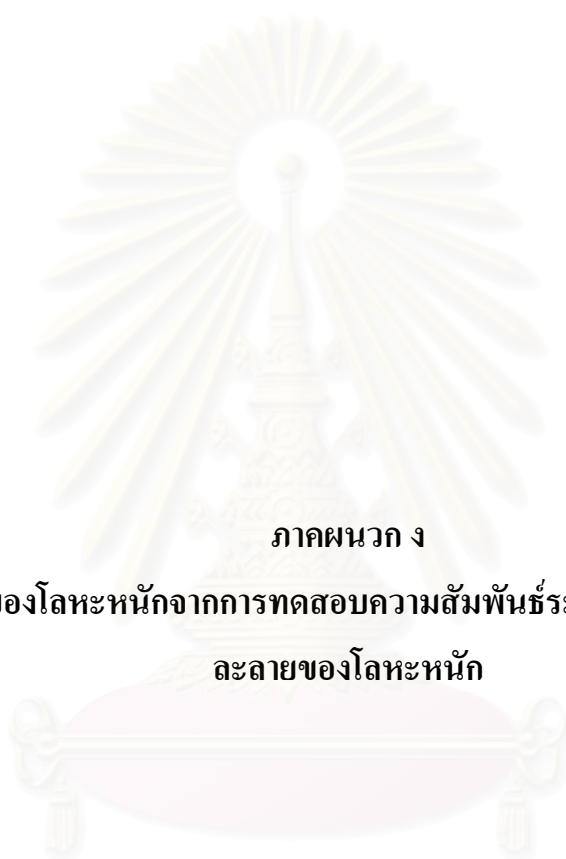 ภาคผนวก ง
ของโลหะหนักจากการทดสอบความสัมพันธ์ระ
ละลายของโลหะหนัก